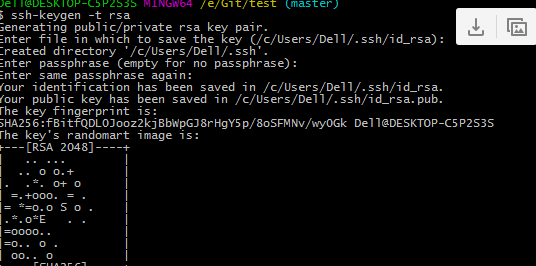 Dell@DESKTOP-C5P2S3S MINGW64 /e/Git/test (master)
$ ssh-keygen -t rsa
Generating public/private rsa key pair.
Enter file in which to save the key (/c/Users/Dell/.ssh/id_rsa):
Created directory '/c/Users/Dell/.ssh'.
Enter passphrase (empty for no passphrase):
Enter same passphrase again:
Your identification has been saved in /c/Users/Dell/.ssh/id_rsa.
Your public key has been saved in /c/Users/Dell/.ssh/id_rsa.pub.
The key fingerprint is:
SHA256:fBitfQDLOJooz2kjBbWpGJ8rHgY5p/8oSFMNv/wyOGk Dell@DESKTOP-C5P2S3S
The key's randomart image is:
+---[RSA 2048]----+
|   .. ...        |
|  .. o o.+       |
|.  .*. o+ o      |
| =.+ooo. = .     |
|= *=o.o S o .    |
|.*.o*E   . .     |
|=oooo..          |
|=o.. o .         |
| oo.. o          |
+----[SHA256]-----+